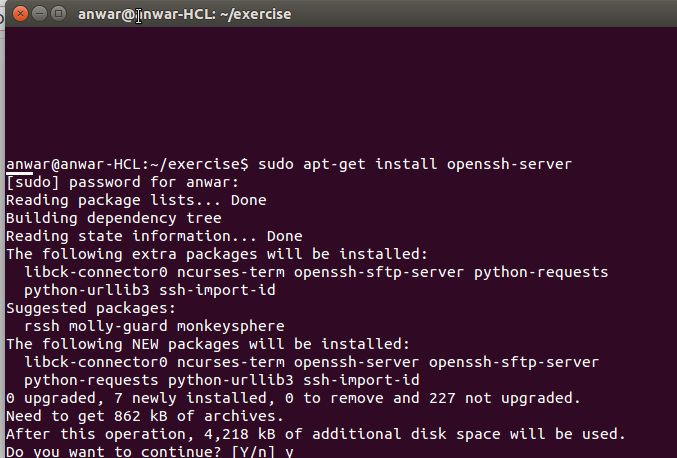 anwar@anwar-HCL: ~/exercise
anwar@anwar-HCL:~/exercise$ sudo apt-get install openssh-server
[sudo] password for anwar:
Reading package lists... Done
Building dependency tree
Reading state information... Done
The following extra packages will be installed:
  libck-connector0 ncurses-term openssh-sftp-server python-requests
  python-urllib3 ssh-import-id
Suggested packages:
  rssh molly-guard monkeysphere
The following NEW packages will be installed:
  libck-connector0 ncurses-term openssh-server openssh-sftp-server
  python-requests python-urllib3 ssh-import-id
0 upgraded, 7 newly installed, 0 to remove and 227 not upgraded.
Need to get 862 kB of archives.
After this operation, 4,218 kB of additional disk space will be used.
Do you want to continue? [Y/n] y